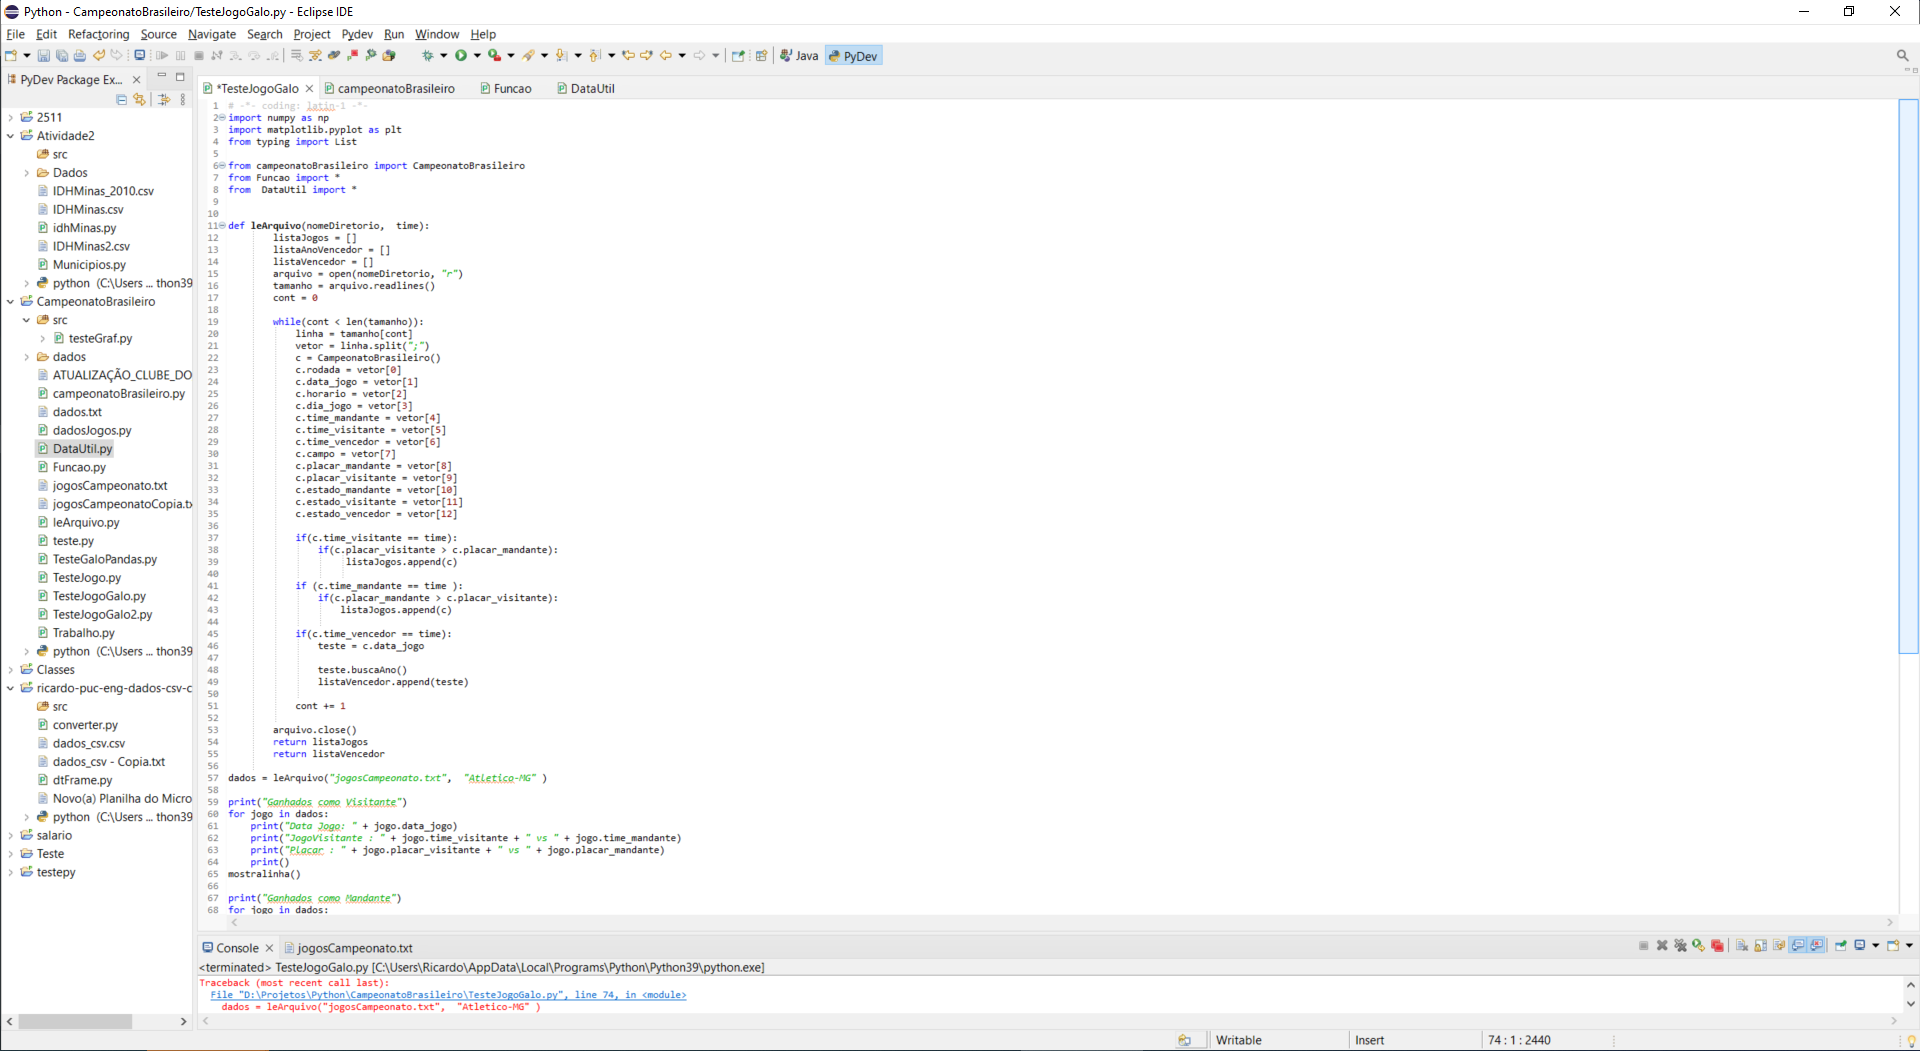 Python - CampeonatoBrasileiro/TesteJogoGalo.py - Eclipse IDE
File Edit Refactoring Source Navigate Search Project Pydev Run Window Help
Java PyDev
PyDev Package Ex...
*TesteJogoGalo campeonatoBrasileiro Funcao DataUtil
2511
Atividade2
src
Dados
IDHMinas_2010.csv
IDHMinas.csv
idhMinas.py
IDHMinas2.csv
Municipios.py
python (C:\Users ... thon39
CampeonatoBrasileiro
src
testeGraf.py
dados
ATUALIZAÇÃO_CLUBE_DO
campeonatoBrasileiro.py
dados.txt
dadosJogos.py
DataUtil.py
Funcao.py
jogosCampeonato.txt
jogosCampeonatoCopia.tx
leArquivo.py
teste.py
TesteGaloPandas.py
TesteJogo.py
TesteJogoGalo.py
TesteJogoGalo2.py
Trabalho.py
python (C:\Users ... thon39
Classes
ricardo-puc-eng-dados-csv-c
src
converter.py
dados_csv.csv
dados_csv - Copia.txt
dtFrame.py
Novo(a) Planilha do Micro
python (C:\Users ... thon39
salario
Teste
testepy
1 # -*- coding: latin-1 -*-
2 import numpy as np
3 import matplotlib.pyplot as plt
4 from typing import List
5
6 from campeonatoBrasileiro import CampeonatoBrasileiro
7 from Funcao import *
8 from  DataUtil import *
9
10
11 def leArquivo(nomeDiretorio,  time):
12 listaJogos = []
13 listaAnoVencedor = []
14 listaVencedor = []
15 arquivo = open(nomeDiretorio, "r")
16 tamanho = arquivo.readlines()
17 cont = 0
18
19 while(cont < len(tamanho)):
20 linha = tamanho[cont]
21 vetor = linha.split(";")
22 c = CampeonatoBrasileiro()
23 c.rodada = vetor[0]
24 c.data_jogo = vetor[1]
25 c.horario = vetor[2]
26 c.dia_jogo = vetor[3]
27 c.time_mandante = vetor[4]
28 c.time_visitante = vetor[5]
29 c.time_vencedor = vetor[6]
30 c.campo = vetor[7]
31 c.placar_mandante = vetor[8]
32 c.placar_visitante = vetor[9]
33 c.estado_mandante = vetor[10]
34 c.estado_visitante = vetor[11]
35 c.estado_vencedor = vetor[12]
36
37 if(c.time_visitante == time):
38 if(c.placar_visitante > c.placar_mandante):
39 listaJogos.append(c)
40
41 if (c.time_mandante == time ):
42 if(c.placar_mandante > c.placar_visitante):
43 listaJogos.append(c)
44
45 if(c.time_vencedor == time):
46 teste = c.data_jogo
47
48 teste.buscaAno()
49 listaVencedor.append(teste)
50
51 cont += 1
52
53 arquivo.close()
54 return listaJogos
55 return listaVencedor
56
57 dados = leArquivo("jogosCampeonato.txt",  "Atletico-MG" )
58
59 print("Ganhados como Visitante")
60 for jogo in dados:
61 print("Data Jogo: " + jogo.data_jogo)
62 print("JogoVisitante : " + jogo.time_visitante + " vs " + jogo.time_mandante)
63 print("Placar : " + jogo.placar_visitante + " vs " + jogo.placar_mandante)
64 print()
65 mostralinha()
66
67 print("Ganhados como Mandante")
68 for jogo in dados:
Console jogosCampeonato.txt
<terminated> TesteJogoGalo.py [C:\Users\Ricardo\AppData\Local\Programs\Python\Python39\python.exe]
Traceback (most recent call last):
File "D:\Projetos\Python\CampeonatoBrasileiro\TesteJogoGalo.py", line 74, in <module>
dados = leArquivo("jogosCampeonato.txt",  "Atletico-MG" )
Writable Insert 74 : 1 : 2440